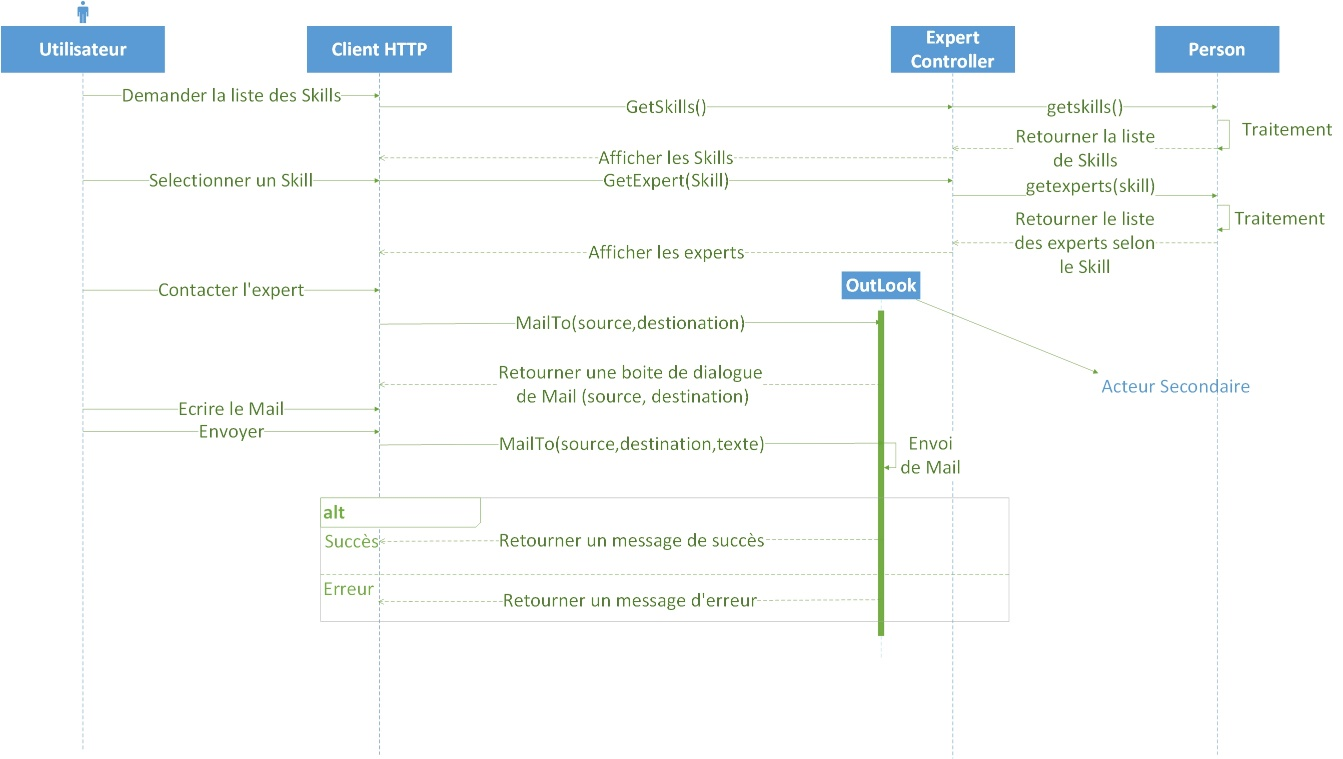 Utilisateur
Client HTTP
Expert
Controller
Person
Demander la liste des Skills
GetSkills()
getskills()
Traitement
Retourner la liste
de Skills
Afficher les Skills
Selectionner un Skill
GetExpert(Skill)
getexperts(skill)
Traitement
Retourner le liste
des experts selon
le Skill
Afficher les experts
Contacter l'expert
OutLook
MailTo(source,destionation)
Retourner une boite de dialogue
de Mail (source, destination)
Acteur Secondaire
Ecrire le Mail
Envoyer
MailTo(source,destination,texte)
Envoi
de Mail
alt
Succès
Retourner un message de succès
Erreur
Retourner un message d'erreur